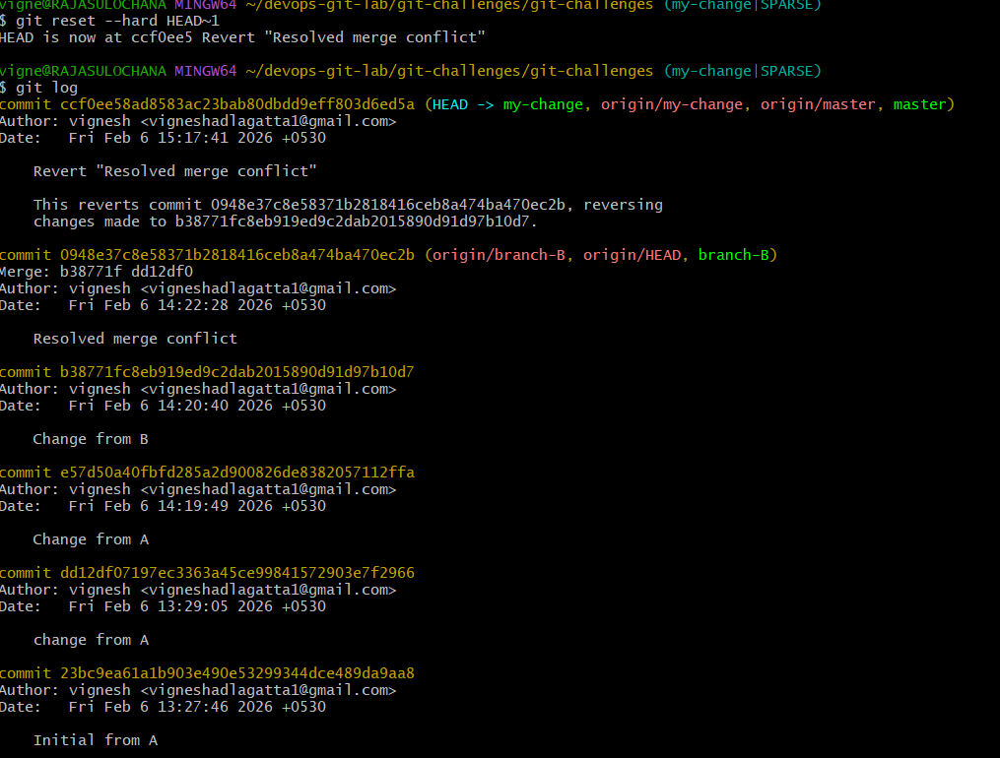 vigne@RAJASULOCHANA MINGW64 ~/devops-git-lab/git-challenges/git-challenges (my-change|SPARSE)
$ git reset --hard HEAD~1
HEAD is now at ccf0ee5 Revert "Resolved merge conflict"
vigne@RAJASULOCHANA MINGW64 ~/devops-git-lab/git-challenges/git-challenges (my-change|SPARSE)
$ git log
commit ccf0ee58ad8583ac23bab80dbdd9eff803d6ed5a (HEAD -> my-change, origin/my-change, origin/master, master)
Author: vignesh <vigneshadlagatta1@gmail.com>
Date:   Fri Feb 6 15:17:41 2026 +0530
    Revert "Resolved merge conflict"
    This reverts commit 0948e37c8e58371b2818416ceb8a474ba470ec2b, reversing
    changes made to b38771fc8eb919ed9c2dab2015890d91d97b10d7.
commit 0948e37c8e58371b2818416ceb8a474ba470ec2b (origin/branch-B, origin/HEAD, branch-B)
Merge: b38771f dd12df0
Author: vignesh <vigneshadlagatta1@gmail.com>
Date:   Fri Feb 6 14:22:28 2026 +0530
    Resolved merge conflict
commit b38771fc8eb919ed9c2dab2015890d91d97b10d7
Author: vignesh <vigneshadlagatta1@gmail.com>
Date:   Fri Feb 6 14:20:40 2026 +0530
    Change from B
commit e57d50a40fbfd285a2d900826de8382057112ffa
Author: vignesh <vigneshadlagatta1@gmail.com>
Date:   Fri Feb 6 14:19:49 2026 +0530
    Change from A
commit dd12df07197ec3363a45ce99841572903e7f2966
Author: vignesh <vigneshadlagatta1@gmail.com>
Date:   Fri Feb 6 13:29:05 2026 +0530
    change from A
commit 23bc9ea61a1b903e490e53299344dce489da9aa8
Author: vignesh <vigneshadlagatta1@gmail.com>
Date:   Fri Feb 6 13:27:46 2026 +0530
    Initial from A